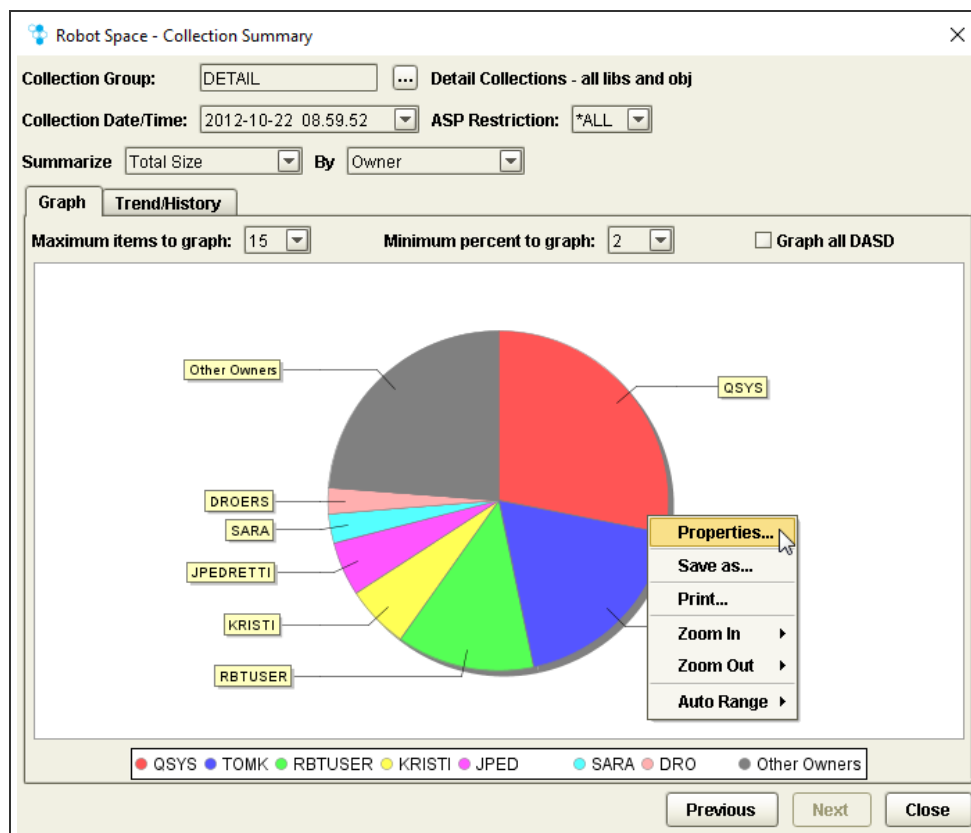 Robot Space - Collection Summary
Collection Group: DETAIL ... Detail Collections - all libs and obj
Collection Date/Time: 2012-10-22 08.59.52 ASP Restriction: *ALL
Summarize Total Size By Owner
Graph Trend/History
Maximum items to graph: 15 Minimum percent to graph: 2 Graph all DASD
Other Owners
QSYS
DROERS
SARA
JPEDRETTI
KRISTI
RBTUSER
Properties...
Save as...
Print...
Zoom In
Zoom Out
Auto Range
QSYS TOMK RBTUSER KRISTI JPED SARA DRO Other Owners
Previous Next Close